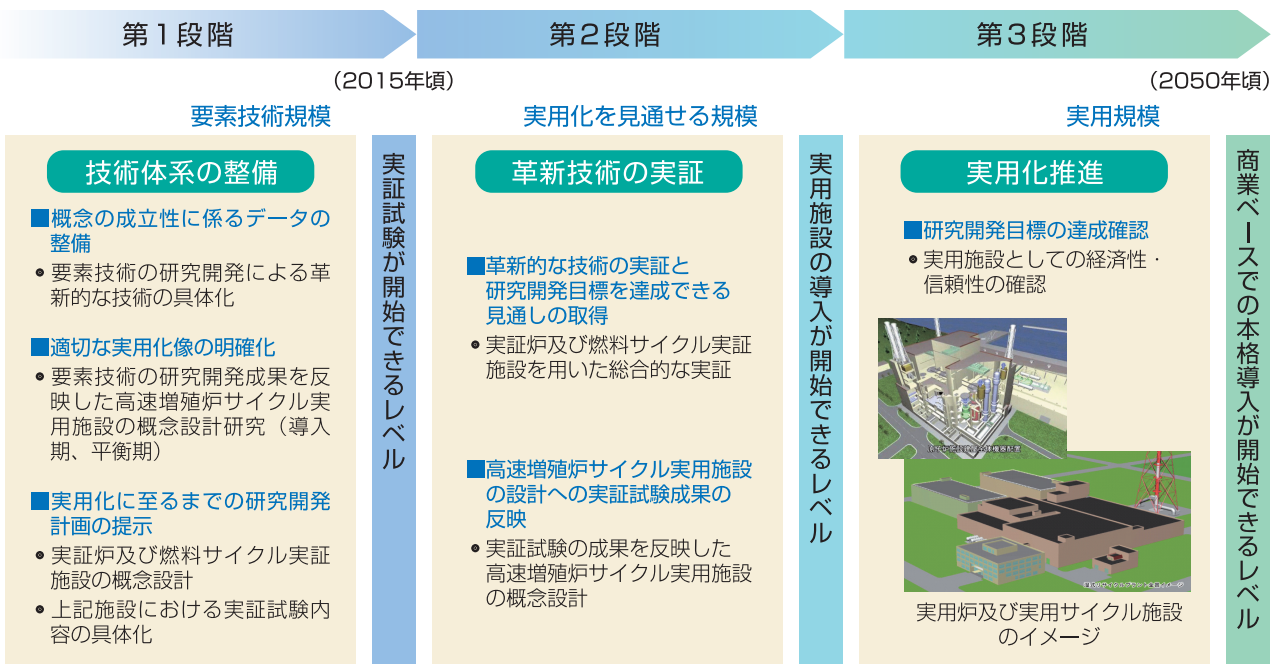 第1段階
第2段階
第3段階
（2015年頃）
（2050年頃）
要素技術規模
実用化を見通せる規模
実用規模
技術体系の整備
■概念の成立性に係るデータの
整備
要素技術の研究開発による革
新的な技術の具体化
■適切な実用化像の明確化
要素技術の研究開発成果を反
映した高速増殖炉サイクル実
用施設の概念設計研究（導入
期、平衡期）
■実用化に至るまでの研究開発
計画の提示
実証炉及び燃料サイクル実証
施設の概念設計
上記施設における実証試験内
容の具体化
実証試験が開始できるレベル
革新技術の実証
■革新的な技術の実証と
研究開発目標を達成できる
見通しの取得
実証炉及び燃料サイクル実証
施設を用いた総合的な実証
■高速増殖炉サイクル実用施設
の設計への実証試験成果の
反映
実証試験の成果を反映した
高速増殖炉サイクル実用施設
の概念設計
実用施設の導入が開始できるレベル
実用化推進
■研究開発目標の達成確認
実用施設としての経済性・
信頼性の確認
実用炉及び実用サイクル施設
のイメージ
商業ベースでの本格導入が開始できるレベル